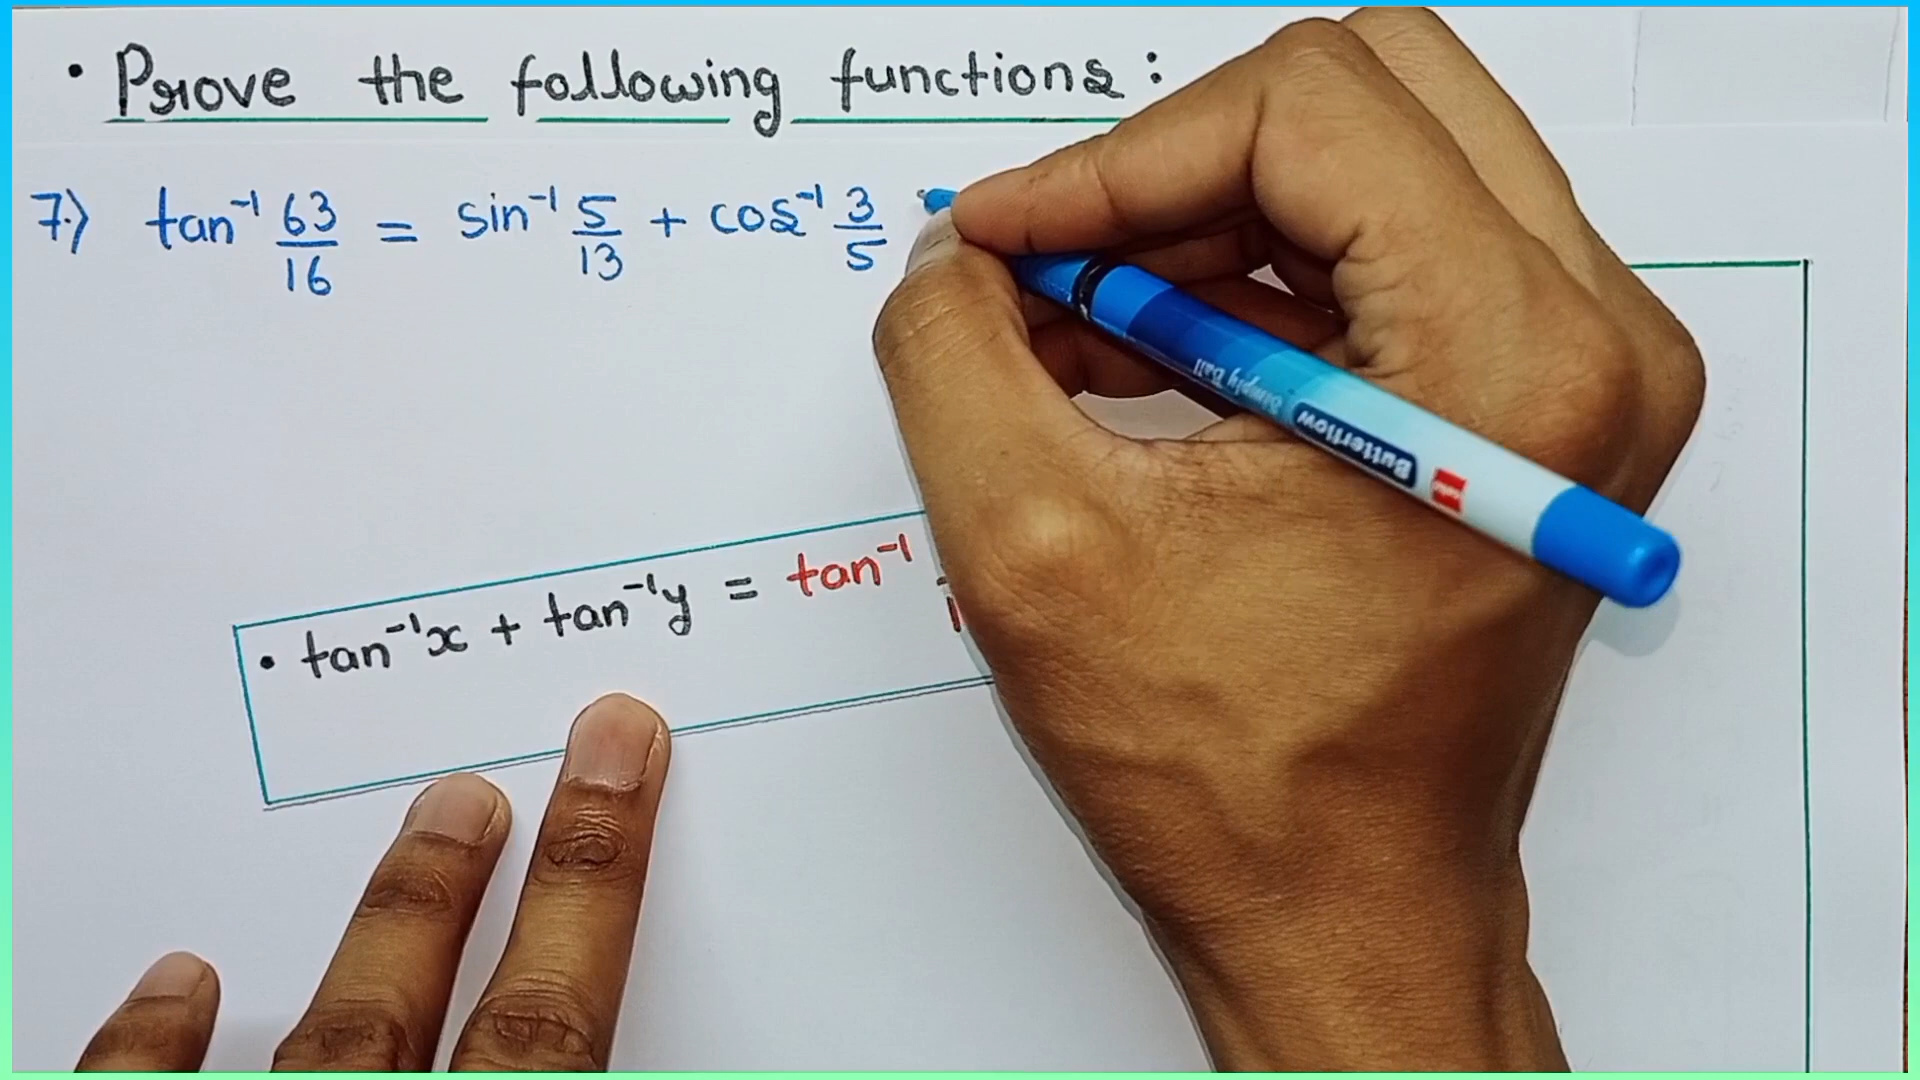 • Prove the following functions :
7.) tan⁻¹ 63/16 = sin⁻¹ 5/13 + cos⁻¹ 3/5
Simply Ball
Butterflow
cello
• tan⁻¹x + tan⁻¹y = tan⁻¹